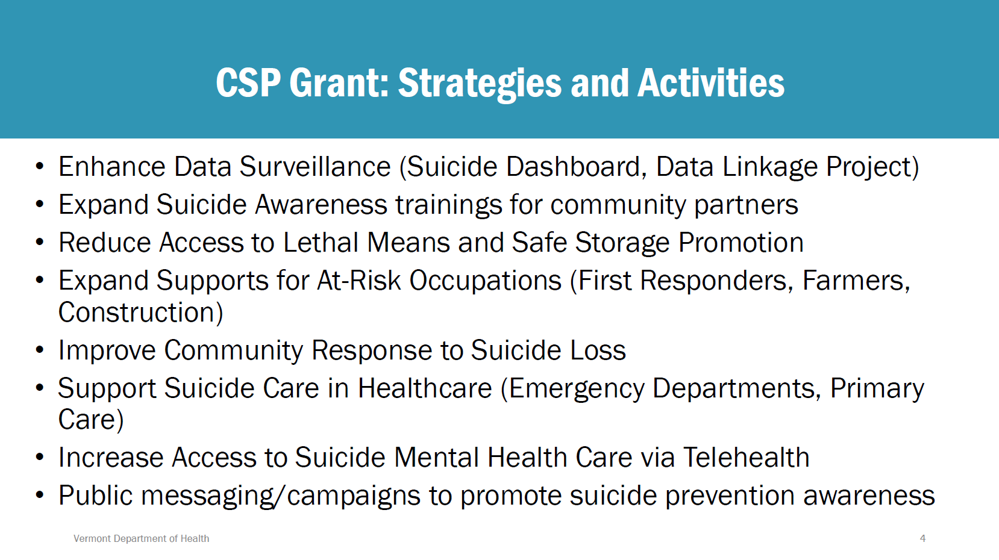 CSP Grant: Strategies and Activities
• Enhance Data Surveillance (Suicide Dashboard, Data Linkage Project)
• Expand Suicide Awareness trainings for community partners
• Reduce Access to Lethal Means and Safe Storage Promotion
• Expand Supports for At-Risk Occupations (First Responders, Farmers,
Construction)
• Improve Community Response to Suicide Loss
• Support Suicide Care in Healthcare (Emergency Departments, Primary
Care)
• Increase Access to Suicide Mental Health Care via Telehealth
• Public messaging/campaigns to promote suicide prevention awareness
Vermont Department of Health
4